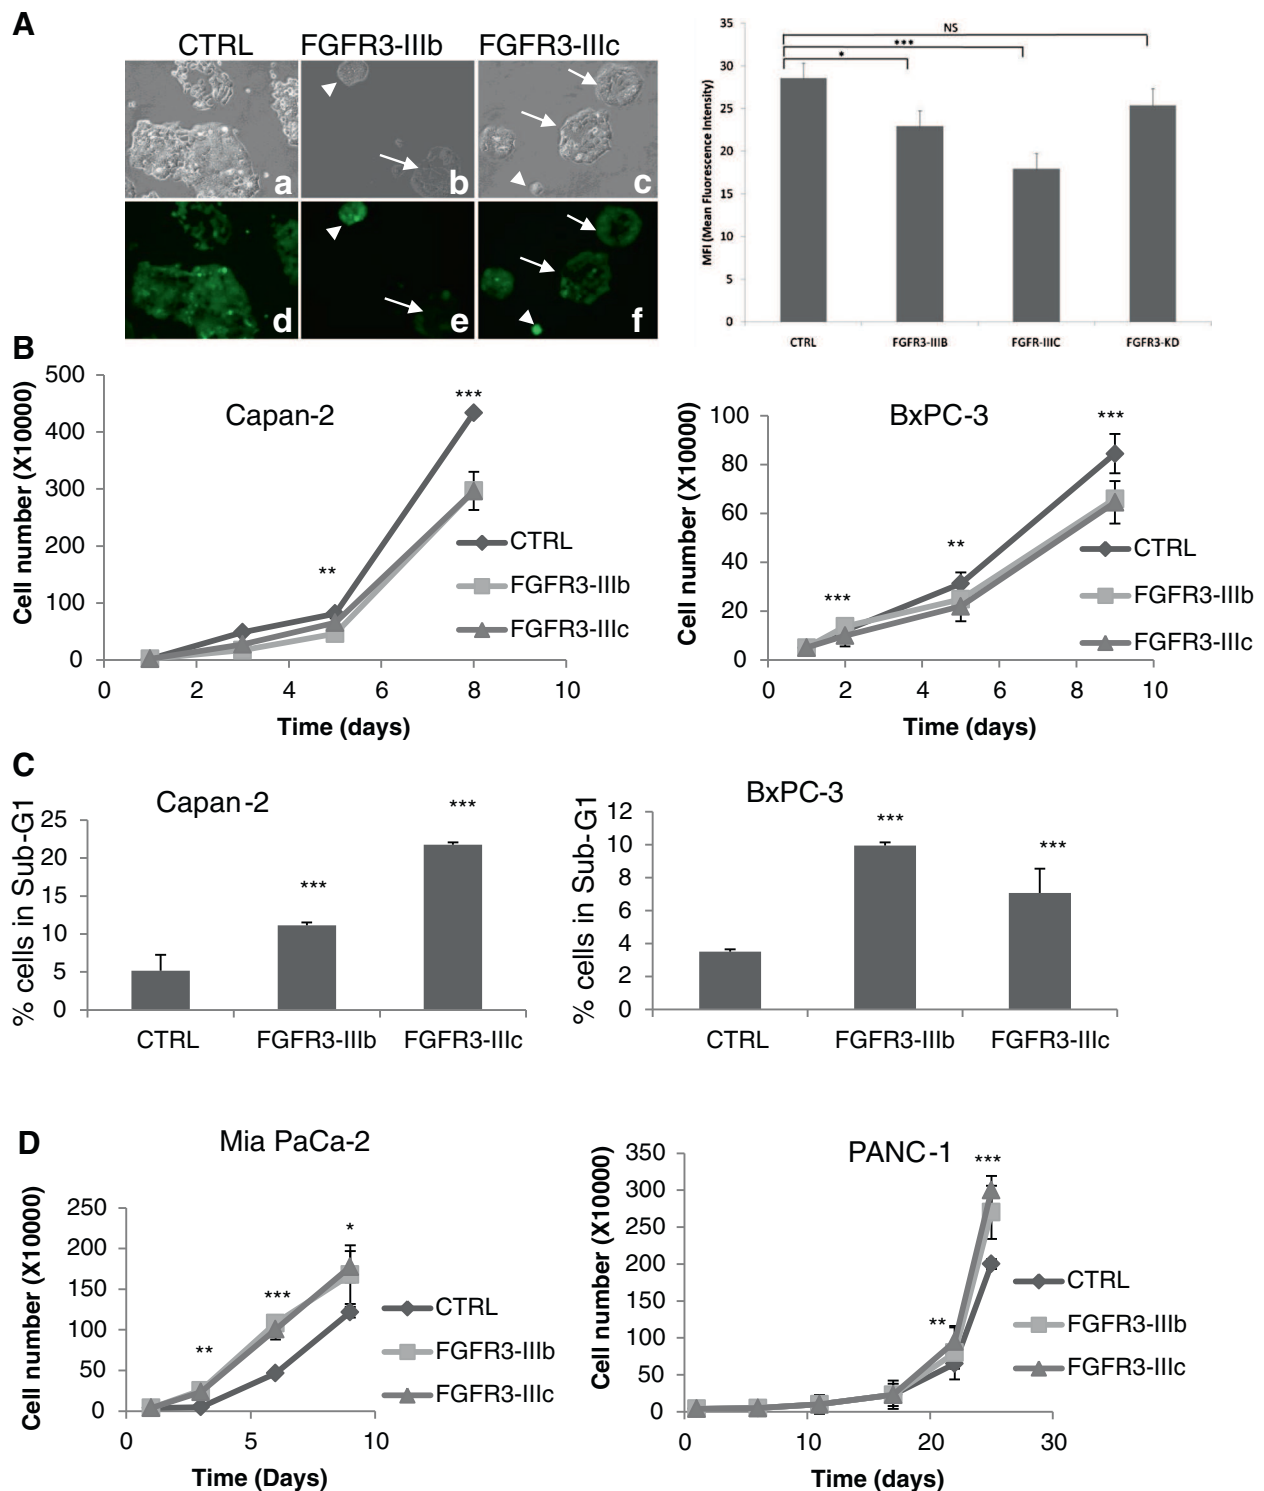 A
CTRL FGFR3-IIIb FGFR3-IIIc
a b c
d e f
MFI (Mean Fluorescence Intensity)
35
30
25
20
15
10
5
0
NS
***
*
CTRL FGFR3-IIIB FGFR-IIIC FGFR3-KD
B
Capan-2
Cell number (X10000)
500
400
300
200
100
0
**
***
CTRL
FGFR3-IIIb
FGFR3-IIIc
0 2 4 6 8 10
Time (days)
BxPC-3
Cell number (X10000)
100
80
60
40
20
0
***
**
***
CTRL
FGFR3-IIIb
FGFR3-IIIc
0 2 4 6 8 10
Time (days)
C
Capan-2
% cells in Sub-G1
25
20
15
10
5
0
***
***
CTRL FGFR3-IIIb FGFR3-IIIc
BxPC-3
% cells in Sub-G1
12
10
8
6
4
2
0
***
***
CTRL FGFR3-IIIb FGFR3-IIIc
D
Mia PaCa-2
Cell number (X10000)
250
200
150
100
50
0
**
***
*
CTRL
FGFR3-IIIb
FGFR3-IIIc
0 5 10
Time (Days)
PANC-1
Cell number (X10000)
350
300
250
200
150
100
50
0
**
***
CTRL
FGFR3-IIIb
FGFR3-IIIc
0 10 20 30
Time (days)